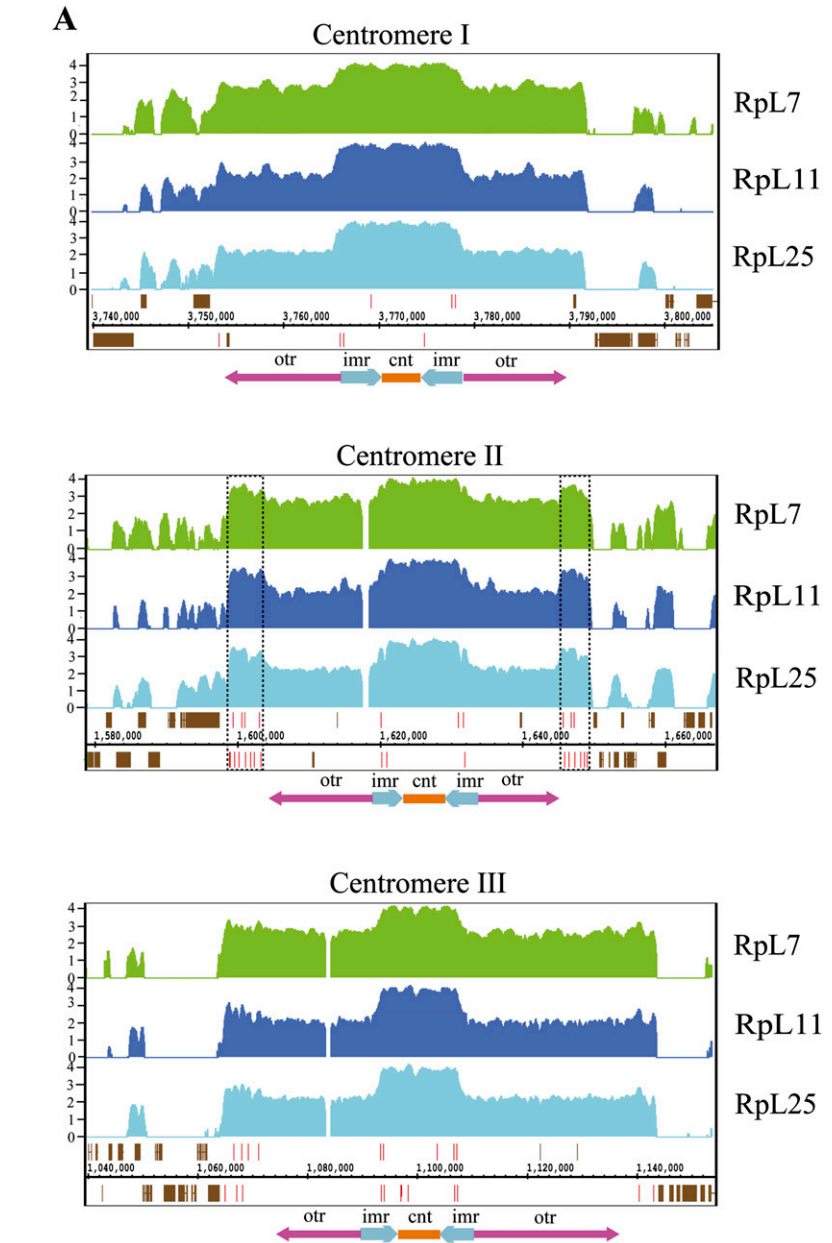 A
Centromere I
4
3
2
1
0
RpL7
4
3
2
1
0
RpL11
4
3
2
1
0
RpL25
3,740,000 3,750,000 3,760,000 3,770,000 3,780,000 3,790,000 3,800,000
otr imr cnt imr otr
Centromere II
4
3
2
1
0
RpL7
4
3
2
1
0
RpL11
4
3
2
1
0
RpL25
1,580,000 1,600,000 1,620,000 1,640,000 1,660,000
otr imr cnt imr otr
Centromere III
4
3
2
1
0
RpL7
4
3
2
1
0
RpL11
4
3
2
1
0
RpL25
1,040,000 1,060,000 1,080,000 1,100,000 1,120,000 1,140,000
otr imr cnt imr otr